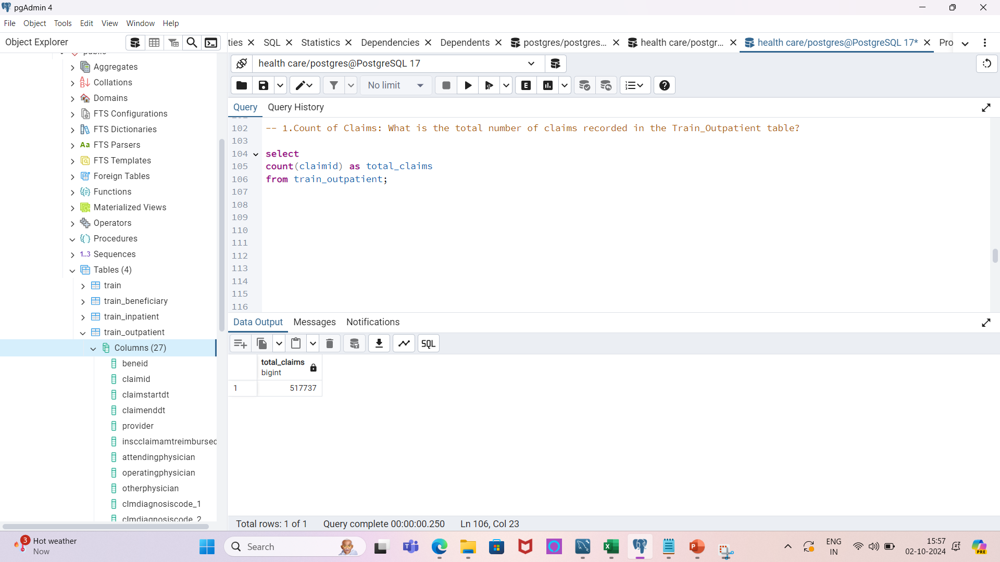 pgAdmin 4
File Object Tools Edit View Window Help
Object Explorer
ties SQL Statistics Dependencies Dependents postgres/postgres... health care/postgr... health care/postgres@PostgreSQL 17* Pro
health care/postgres@PostgreSQL 17
No limit
E
Query Query History
102 -- 1.Count of Claims: What is the total number of claims recorded in the Train_Outpatient table?
103
104 select
105 count(claimid) as total_claims
106 from train_outpatient;
107
108
109
110
111
112
113
114
115
116
Aggregates
Collations
Domains
FTS Configurations
FTS Dictionaries
Aa FTS Parsers
FTS Templates
Foreign Tables
Functions
Materialized Views
Operators
Procedures
1..3 Sequences
Tables (4)
train
train_beneficiary
train_inpatient
train_outpatient
Columns (27)
beneid
claimid
claimstartdt
claimenddt
provider
inscclaimamtreimbursed
attendingphysician
operatingphysician
otherphysician
clmdiagnosiscode_1
clmdiagnosiscode_2
Data Output Messages Notifications
SQL
total_claims
bigint
1 517737
Total rows: 1 of 1 Query complete 00:00:00.250 Ln 106, Col 23
3
Hot weather
Now
Search
ENG
IN
15:57
02-10-2024
PRE